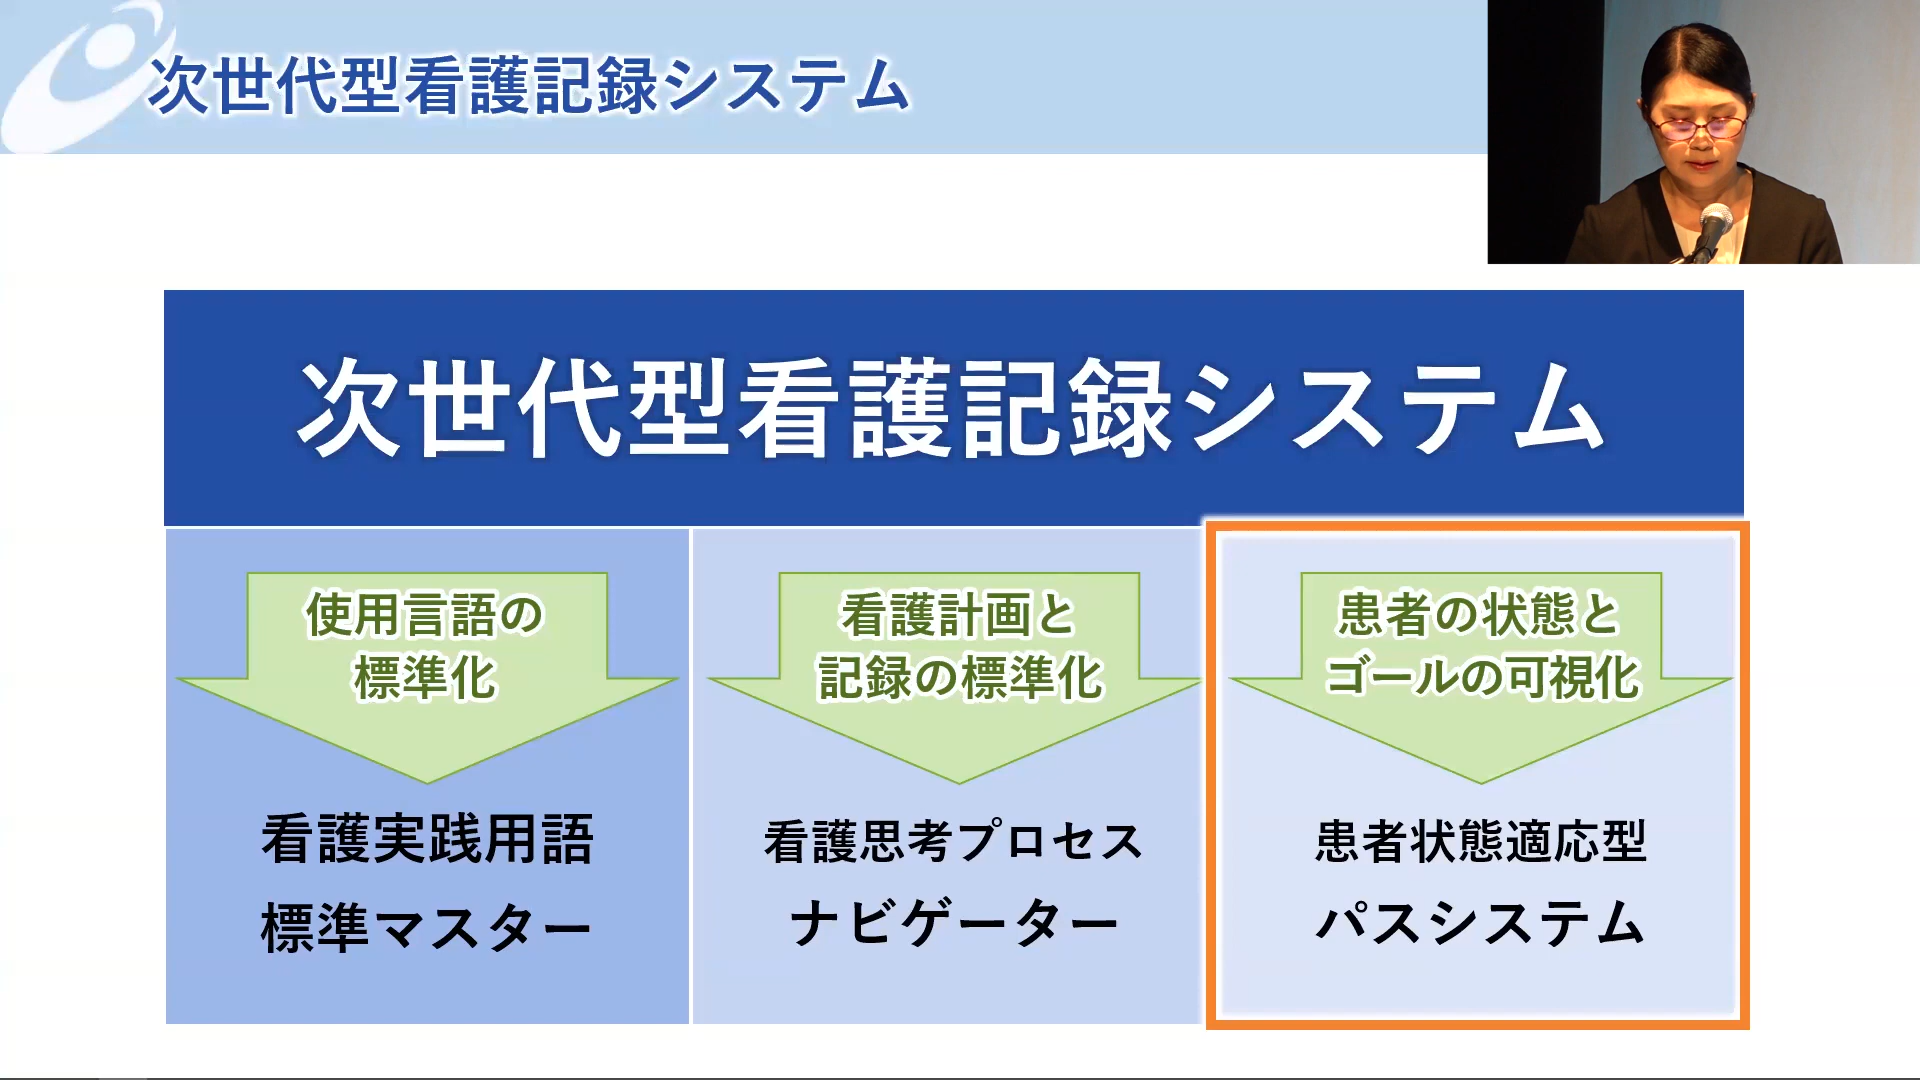 次世代型看護記録システム
次世代型看護記録システム
使用言語の
標準化
看護実践用語
標準マスター
看護計画と
記録の標準化
看護思考プロセス
ナビゲーター
患者の状態と
ゴールの可視化
患者状態適応型
パスシステム